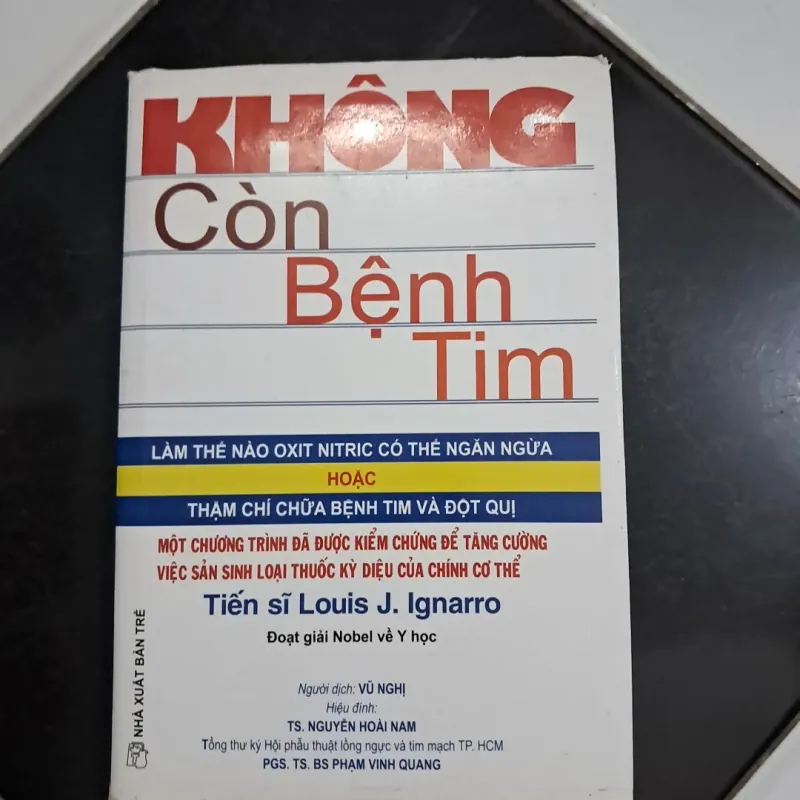 KHÔNG
Còn
Bệnh
Tim
LÀM THẾ NÀO OXIT NITRIC CÓ THỂ NGĂN NGỪA
HOẶC
THẬM CHÍ CHỮA BỆNH TIM VÀ ĐỘT QUỊ
MỘT CHƯƠNG TRÌNH ĐÃ ĐƯỢC KIỂM CHỨNG ĐỂ TĂNG CƯỜNG
VIỆC SẢN SINH LOẠI THUỐC KỲ DIỆU CỦA CHÍNH CƠ THỂ
Tiến sĩ Louis J. Ignarro
Đoạt giải Nobel về Y học
Người dịch: VŨ NGHỊ
Hiệu đính:
TS. NGUYỄN HOÀI NAM
Tổng thư ký Hội phẫu thuật lồng ngực và tim mạch TP. HCM
PGS. TS. BS PHẠM VINH QUANG
NHÀ XUẤT BẢN TRẺ